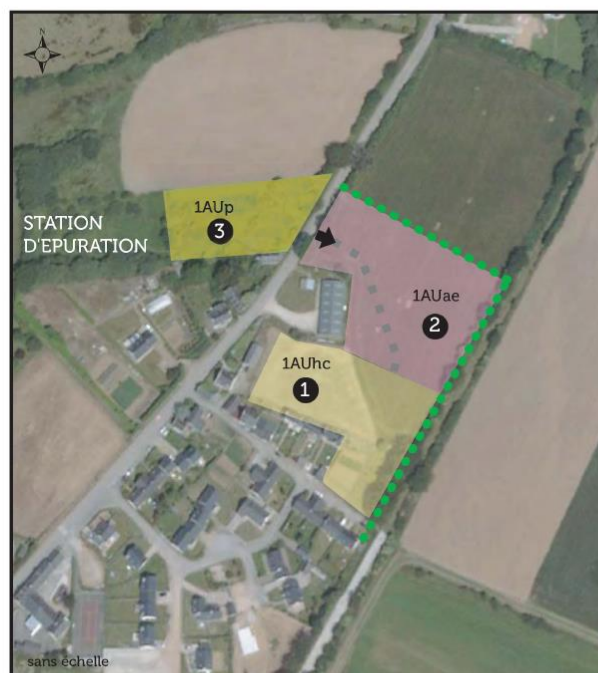 N
1AUp
3
STATION
D'EPURATION
1AUae
2
1AUhc
1
sans échelle